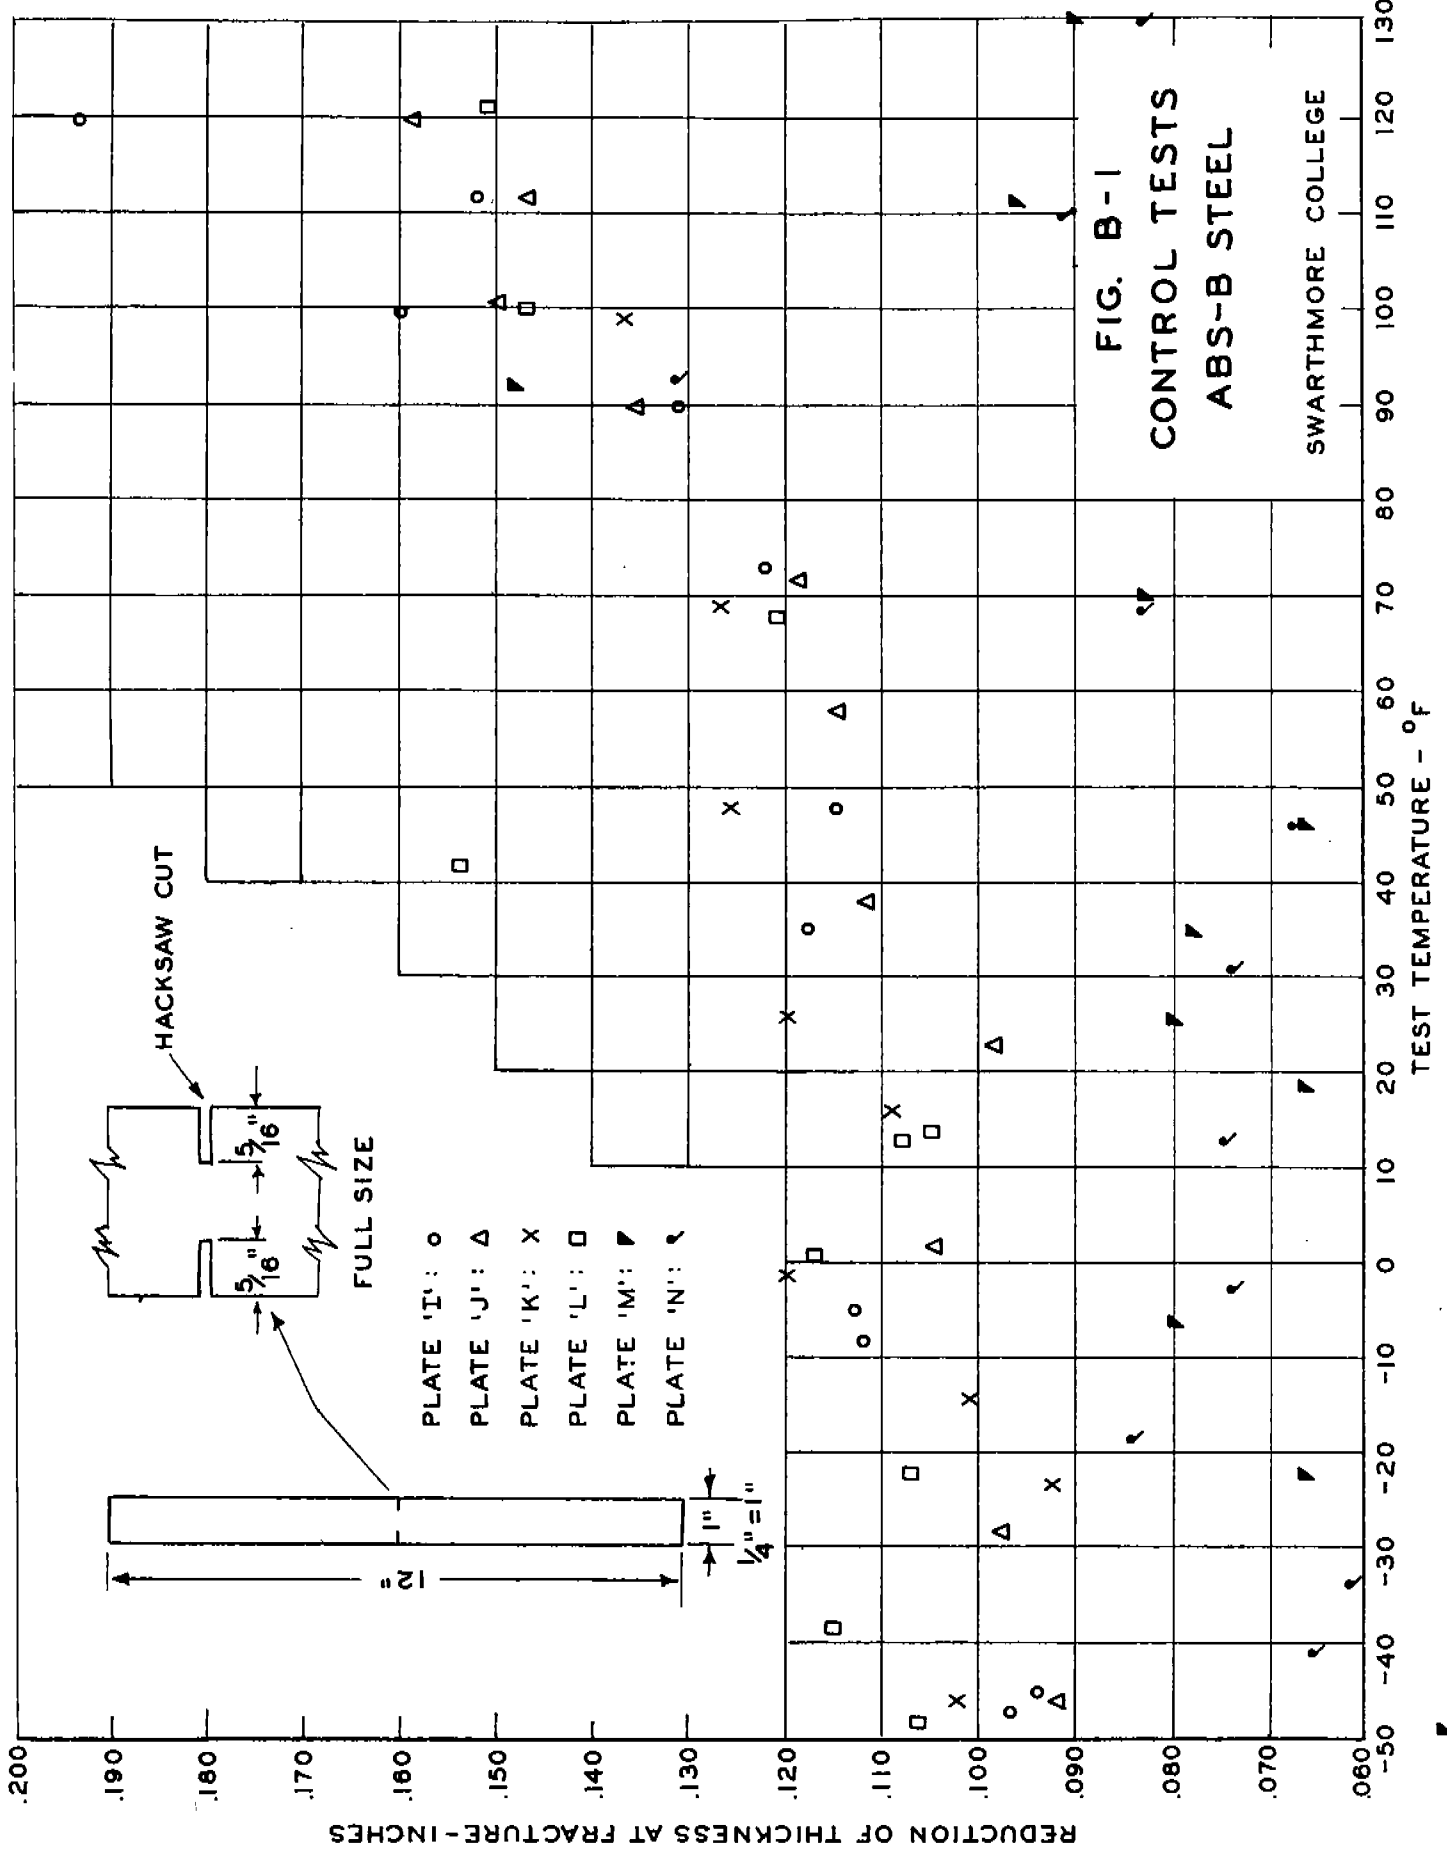 HACKSAW CUT
5/16"
5/16"
FULL SIZE
12"
1"
1/4"=1"
PLATE 'I':
PLATE 'J':
PLATE 'K':
PLATE 'L':
PLATE 'M':
PLATE 'N':
FIG. B-1
CONTROL TESTS
ABS-B STEEL
SWARTHMORE COLLEGE
REDUCTION OF THICKNESS AT FRACTURE-INCHES
.200
.190
.180
.170
.160
.150
.140
.130
.120
.110
.100
.090
.080
.070
.060
-50 -40 -30 -20 -10 0 10 20 30 40 50 60 70 80 90 100 110 120 130
TEST TEMPERATURE - °F